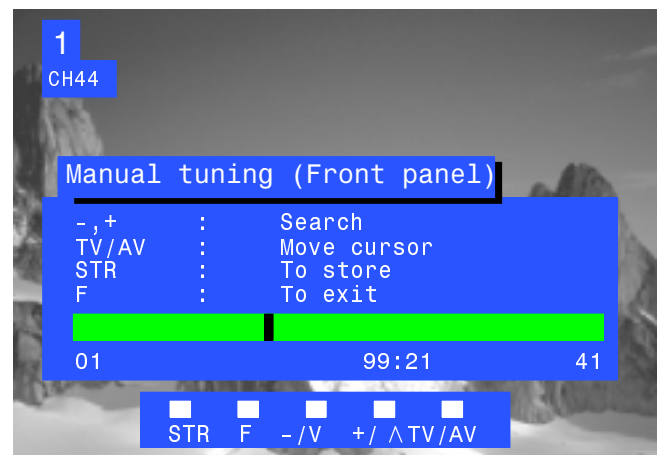 1
CH44
Manual tuning (Front panel)
-,+ : Search
TV/AV : Move cursor
STR : To store
F : To exit
01 99:21 41
STR F -/V +/ ΛTV/AV